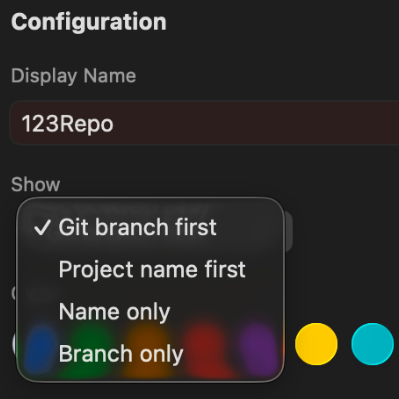 Configuration
Display Name
123Repo
Show
✓ Git branch first
Project name first
Name only
Branch only